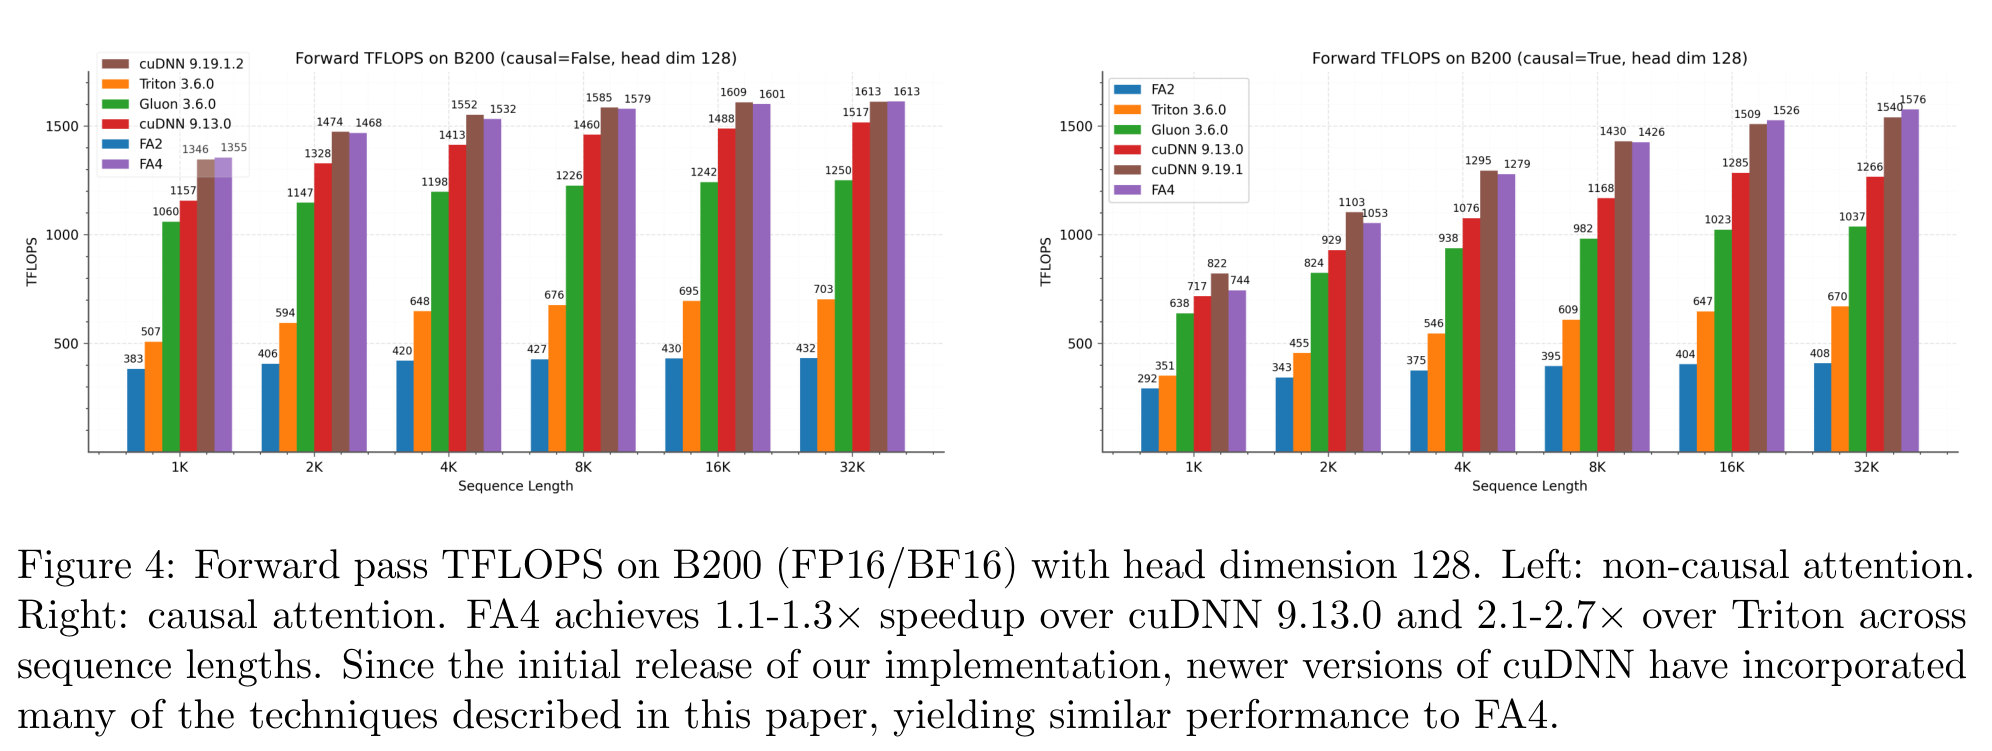 Forward TFLOPS on B200 (causal=False, head dim 128)
cuDNN 9.19.1.2
Triton 3.6.0
Gluon 3.6.0
cuDNN 9.13.0
FA2
FA4
TFLOPS
1500
1000
500
383
507
1060
1157
1346
1355
406
594
1147
1328
1474
1468
420
648
1198
1413
1552
1532
427
676
1226
1460
1585
1579
430
695
1242
1488
1609
1601
432
703
1250
1517
1613
1613
1K
2K
4K
8K
16K
32K
Sequence Length
Forward TFLOPS on B200 (causal=True, head dim 128)
FA2
Triton 3.6.0
Gluon 3.6.0
cuDNN 9.13.0
cuDNN 9.19.1
FA4
TFLOPS
1500
1000
500
292
351
638
717
822
744
343
455
824
929
1103
1053
375
546
938
1076
1295
1279
395
609
982
1168
1430
1426
404
647
1023
1285
1509
1526
408
670
1037
1266
1540
1576
1K
2K
4K
8K
16K
32K
Sequence Length
Figure 4: Forward pass TFLOPS on B200 (FP16/BF16) with head dimension 128. Left: non-causal attention.
Right: causal attention. FA4 achieves 1.1-1.3× speedup over cuDNN 9.13.0 and 2.1-2.7× over Triton across
sequence lengths. Since the initial release of our implementation, newer versions of cuDNN have incorporated
many of the techniques described in this paper, yielding similar performance to FA4.